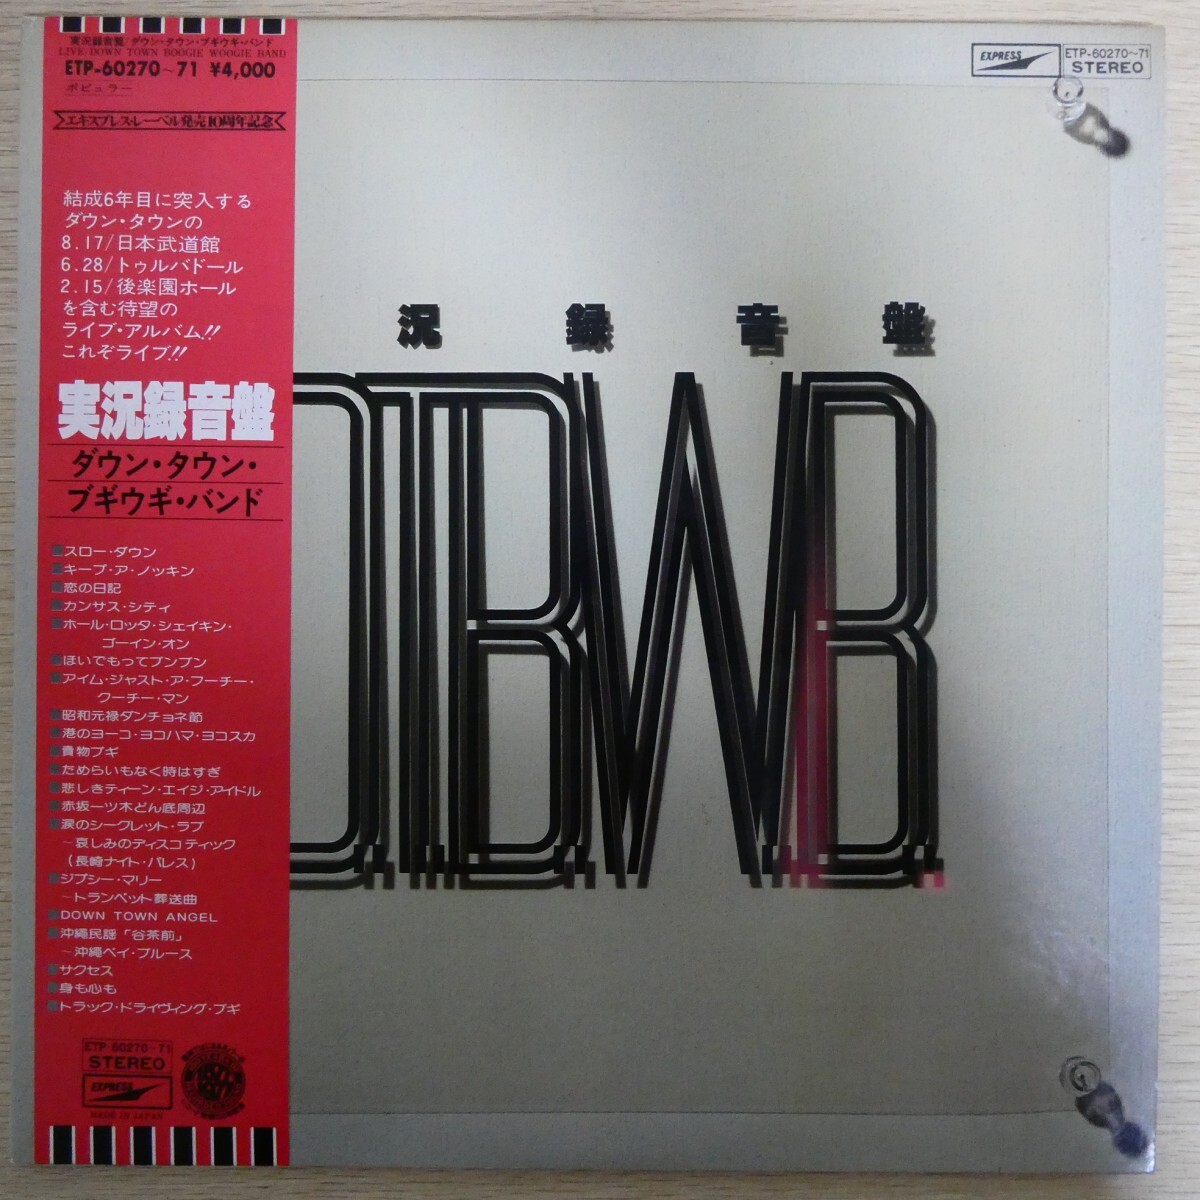 実況録音盤/ダウン・タウン・ブギウギ・バンド
LIVE-DOWN TOWN BOOGIE WOOGIE BAND
ETP-60270~71 ¥4,000
ポピュラー
エキスプレス・レーベル発売10周年記念
結成6年目に突入する
ダウン・タウンの
8.17/日本武道館
6.28/トゥルバドール
2.15/後楽園ホール
を含む待望の
ライブ・アルバム!!
これぞライブ!!
実況録音盤
ダウン・タウン・
ブギウギ・バンド
スロー・ダウン
キープ・ア・ノッキン
恋の日記
カンサス・シティ
ホール・ロッタ・シェイキン・
ゴーイン・オン
ほいでもってブンブン
アイム・ジャスト・ア・フーチー・
クーチー・マン
昭和元禄ダンチョネ節
港のヨーコ・ヨコハマ・ヨコスカ
貴物ブギ
ためらいもなく時はすぎ
悲しきティーン・エイジ・アイドル
赤坂一ツ木どん底周辺
涙のシークレット・ラブ
~哀しみのディスコティック
(長崎ナイト・パレス)
ジプシー・マリー
~トランペット葬送曲
DOWN TOWN ANGEL
沖縄民謡「谷茶前」
~沖縄ベイ・ブルース
サクセス
身も心も
トラック・ドライヴィング・ブギ
ETP-60270~71
STEREO
EXPRESS
MADE IN JAPAN
EXPRESS
ETP-60270~71
STEREO
況録音盤
D.T.B.W.B.